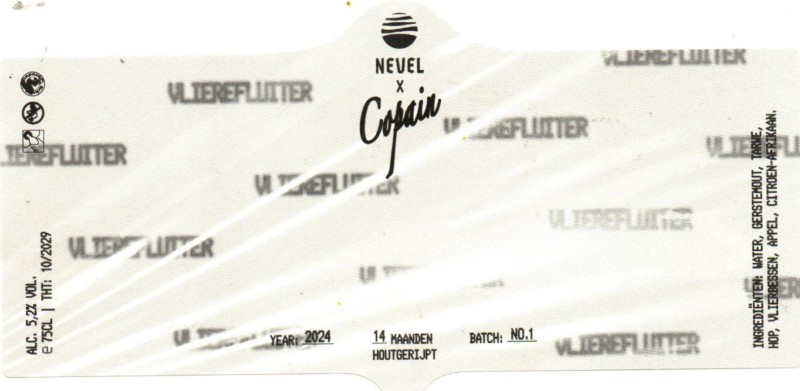 NEVEL
X
Copain
VLIEREFLUITER
VLIEREFLUITER
VLIEREFLUITER
VLIEREFLUITER
VLIEREFLUITER
VLIEREFLUITER
VLIEREFLUITER
VLIEREFLUITER
VLIEREFLUITER
ALC. 5,2% VOL.
℮ 75CL | THT: 10/2029
YEAR: 2024
14 MAANDEN
HOUTGERIJPT
BATCH: NO.1
INGREDIËNTEN: WATER, GERSTEMOUT, TARWE,
HOP, VLIERBESSEN, APPEL, CITROEN-AFRIKAAN.